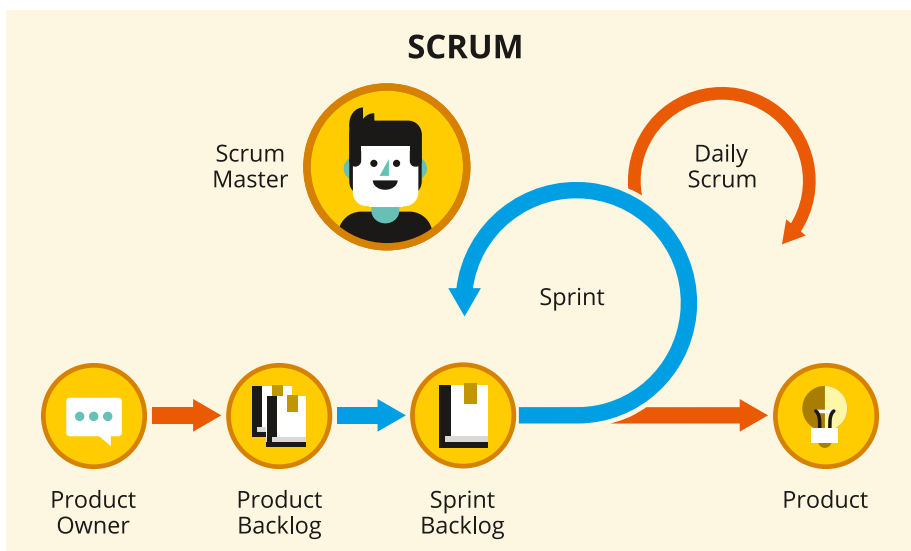 SCRUM
Scrum
Master
Daily
Scrum
Sprint
Product
Owner
Product
Backlog
Sprint
Backlog
Product